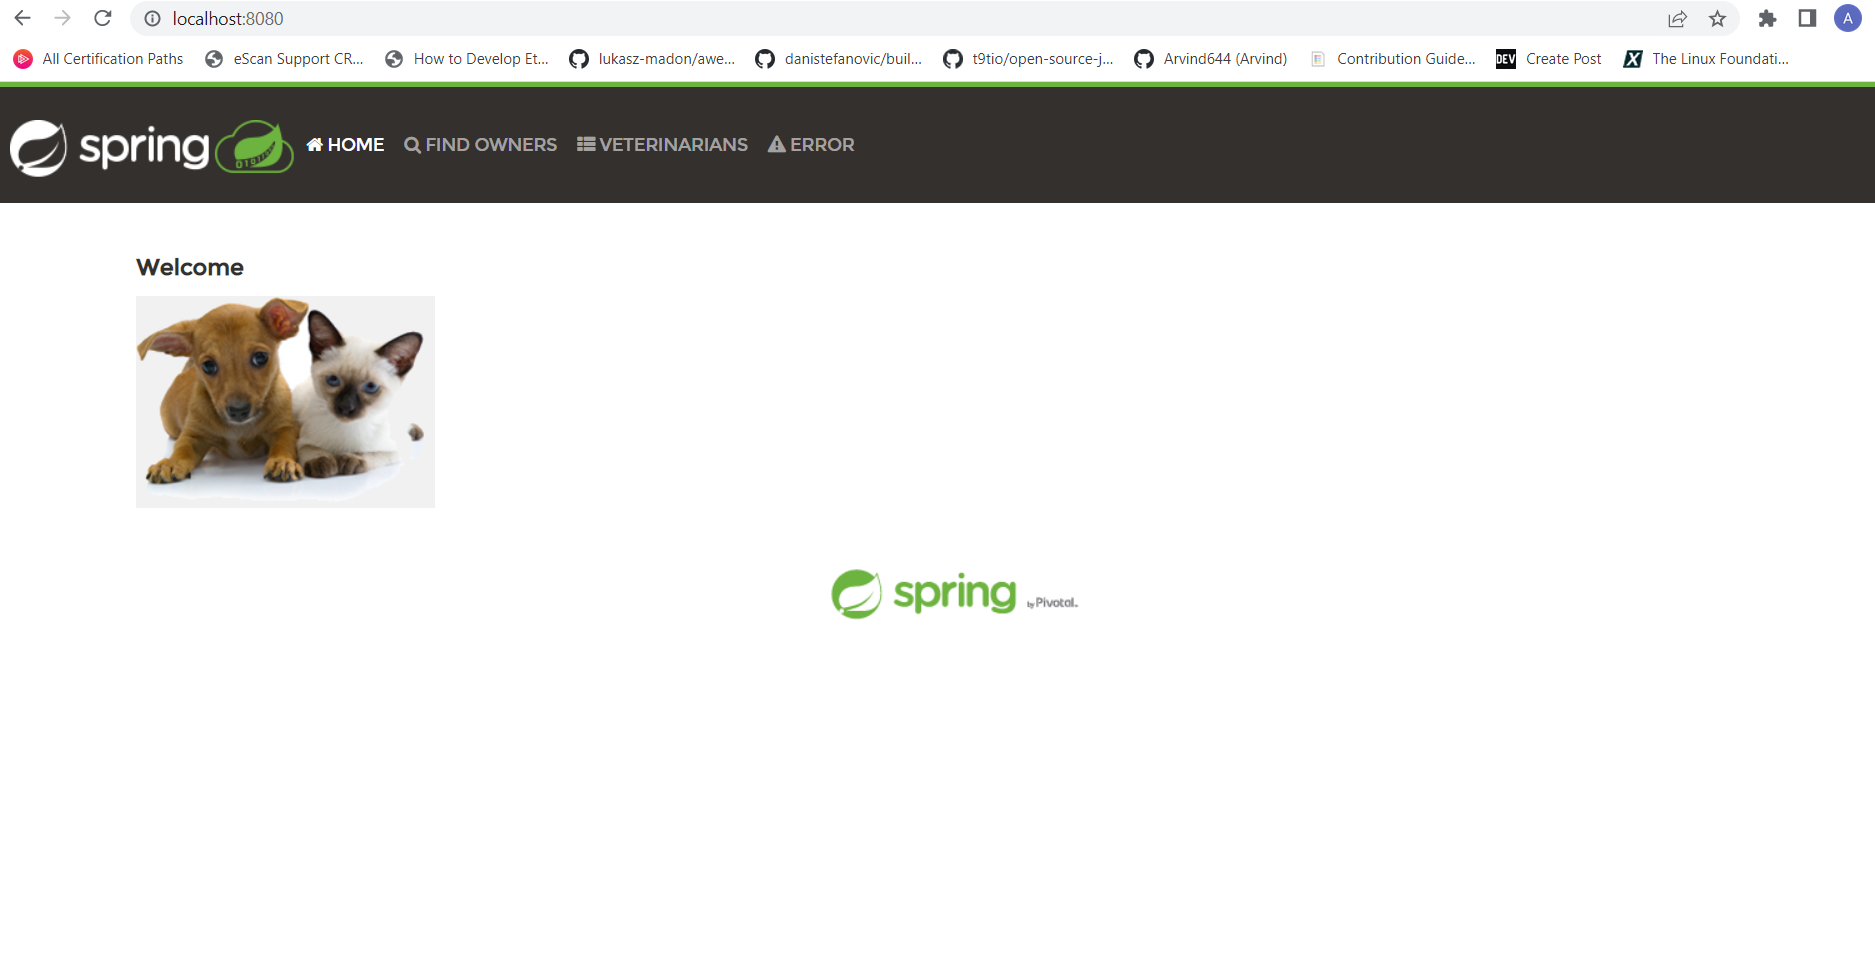 localhost:8080
A
All Certification Paths eScan Support CR... How to Develop Et... lukasz-madon/awe... danistefanovic/buil... t9tio/open-source-j... Arvind644 (Arvind) Contribution Guide... DEV Create Post X The Linux Foundati...
spring HOME FIND OWNERS VETERINARIANS ERROR
Welcome
spring by Pivotal